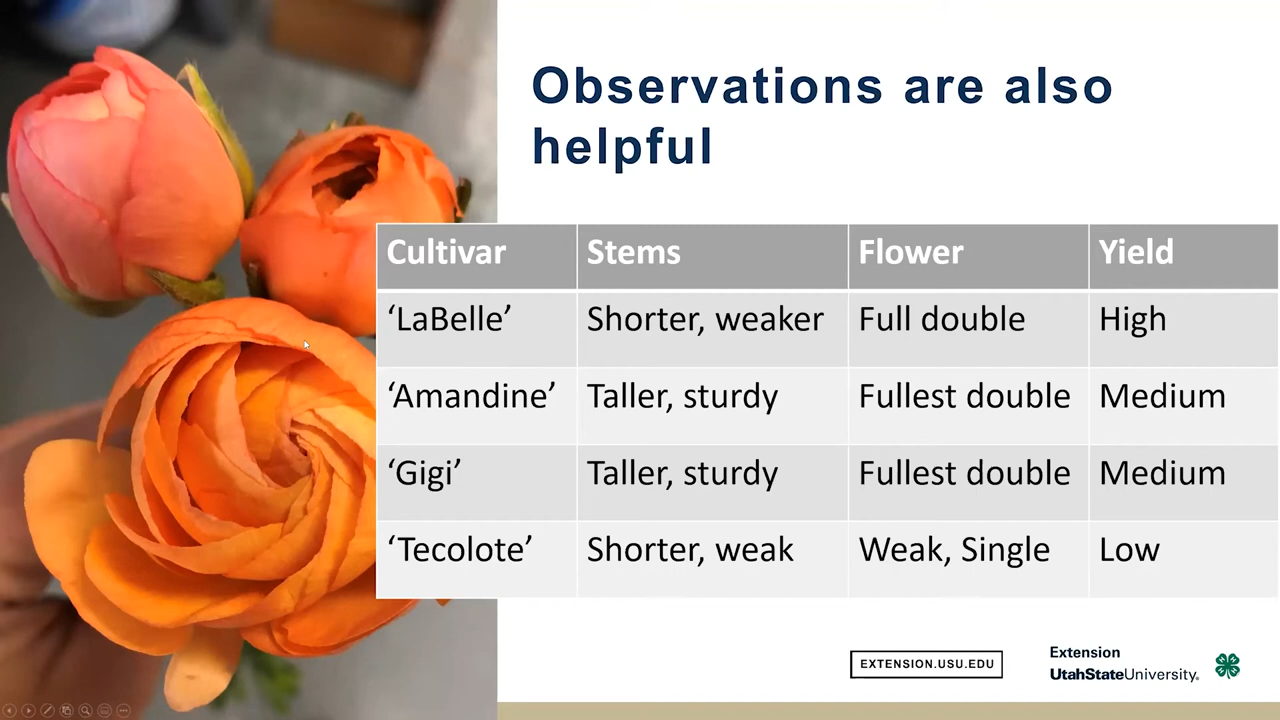 Observations are also
helpful
Cultivar Stems Flower Yield
‘LaBelle’ Shorter, weaker Full double High
‘Amandine’ Taller, sturdy Fullest double Medium
‘Gigi’ Taller, sturdy Fullest double Medium
‘Tecolote’ Shorter, weak Weak, Single Low
EXTENSION.USU.EDU
Extension
UtahStateUniversity.